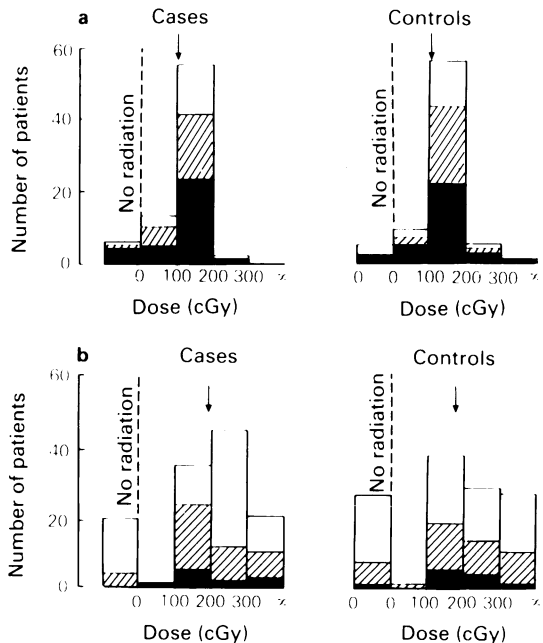 a
Cases
Controls
Number of patients
60
40
20
0
No radiation
No radiation
0 100 200 300 ∝
0 100 200 300 ∝
Dose (cGy)
Dose (cGy)
b
Cases
Controls
Number of patients
60
40
20
0
No radiation
No radiation
0 100 200 300 ∝
0 100 200 300 ∝
Dose (cGy)
Dose (cGy)